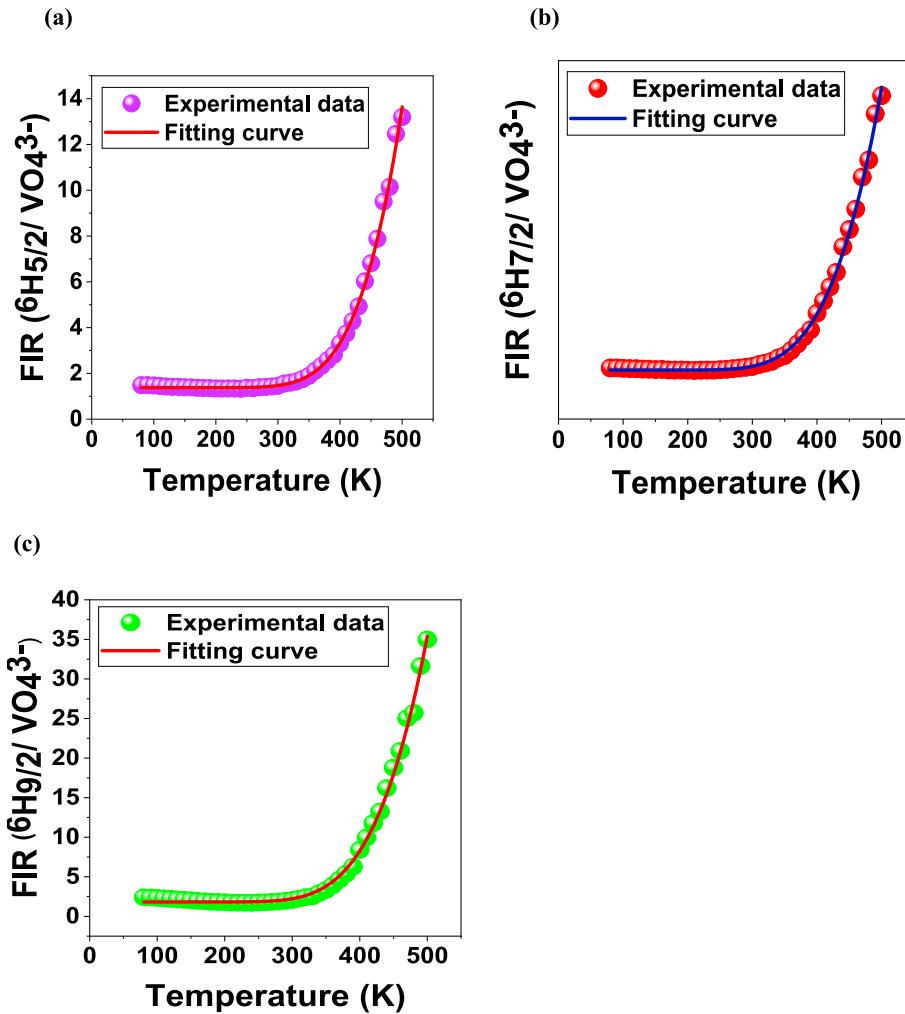 (a)
Experimental data
Fitting curve
FIR (⁶H5/2/ VO4³⁻)
14
12
10
8
6
4
2
0
0 100 200 300 400 500
Temperature (K)
(b)
Experimental data
Fitting curve
FIR (⁶H7/2/ VO4³⁻)
0 100 200 300 400 500
Temperature (K)
(c)
Experimental data
Fitting curve
FIR (⁶H9/2/ VO4³⁻)
40
35
30
25
20
15
10
5
0
0 100 200 300 400 500
Temperature (K)